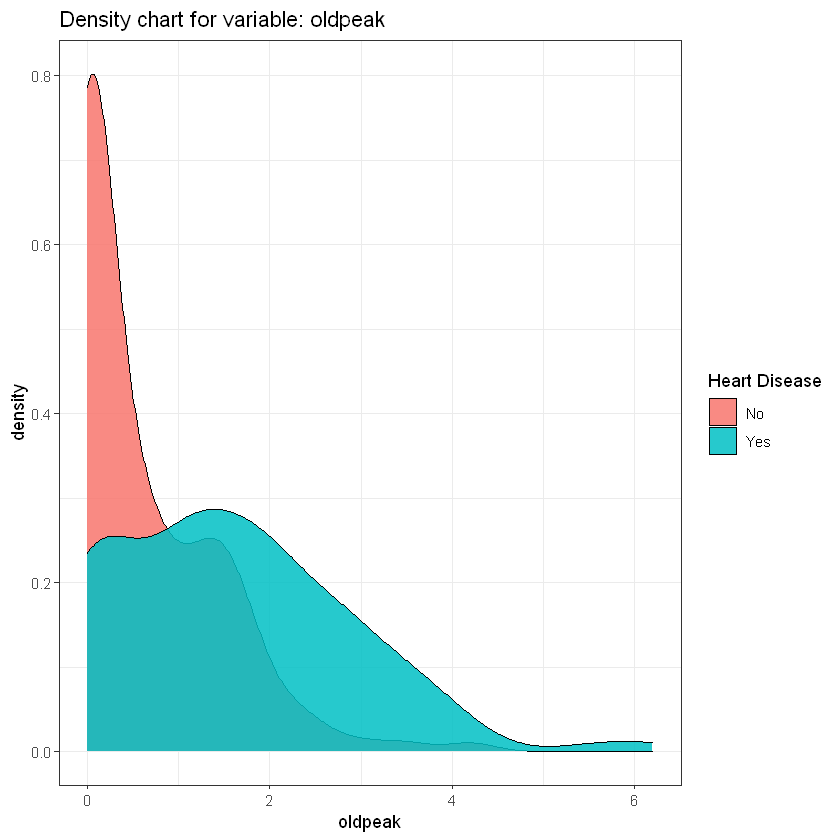 Density chart for variable: oldpeak
0.8
0.6
0.4
0.2
0.0
density
0
2
4
6
oldpeak
Heart Disease
No
Yes